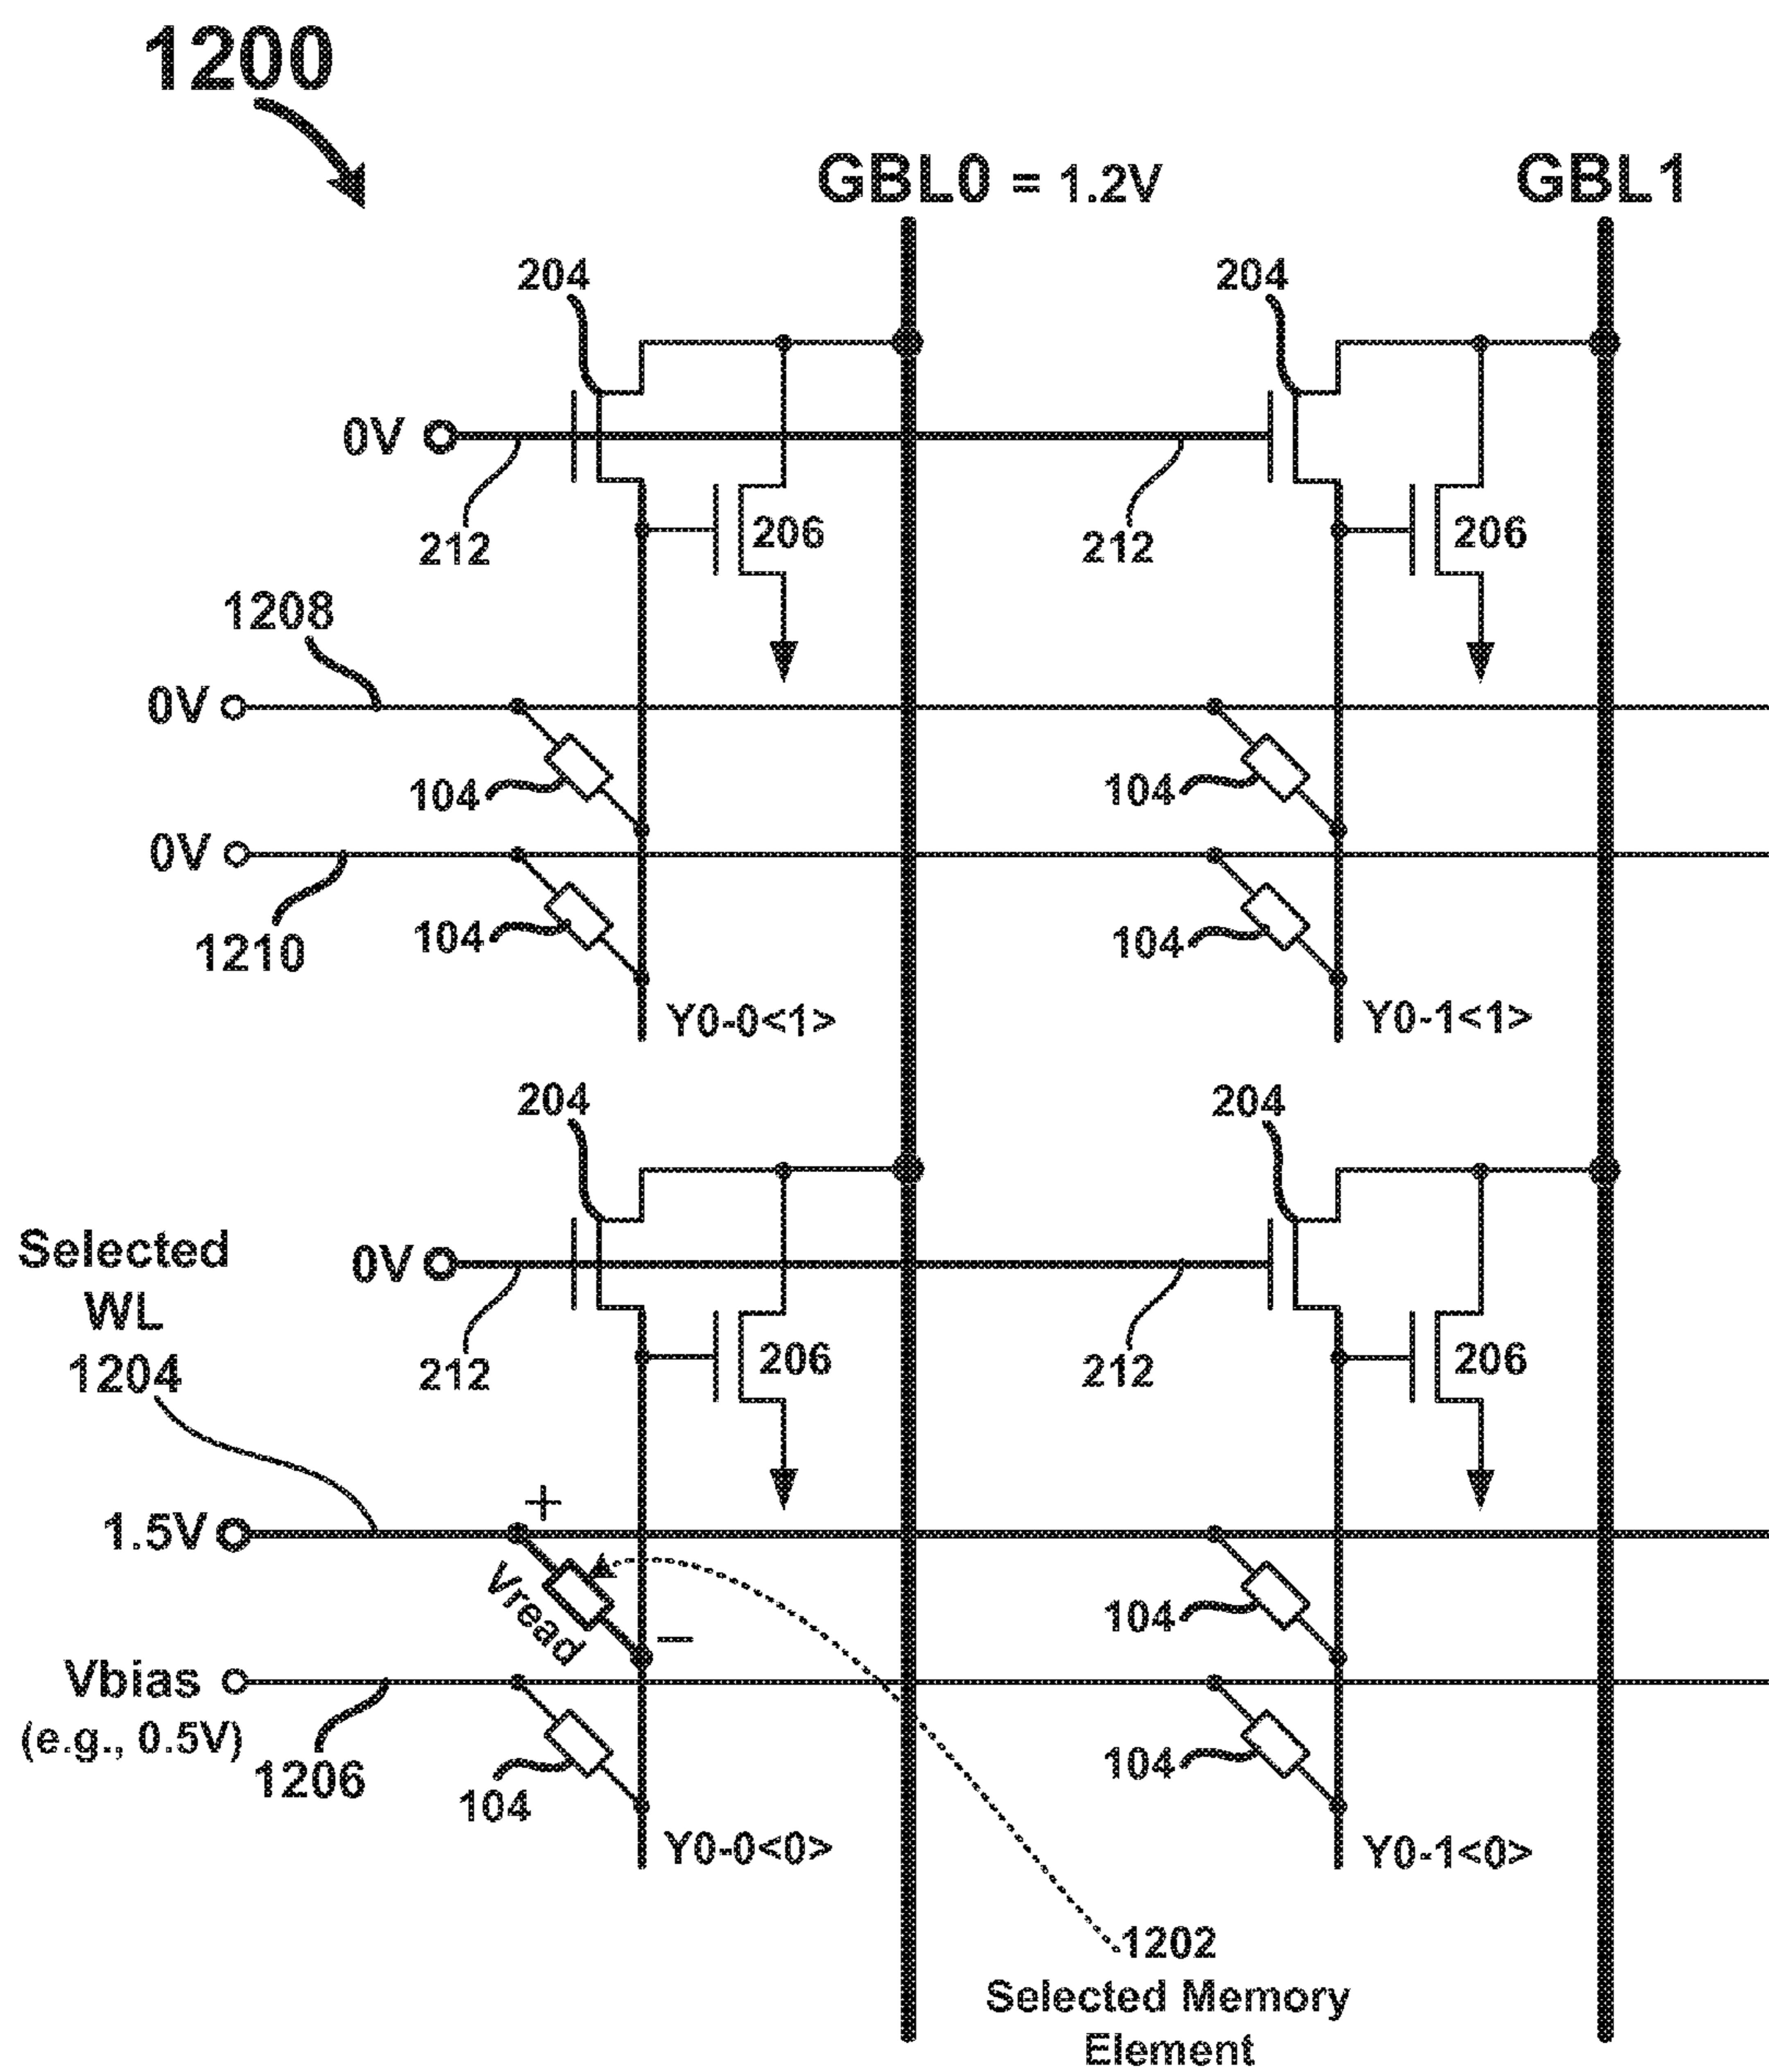 1200
GBL0 = 1.2V
GBL1
204
204
0V
212
206
212
206
1208
0V
104
104
0V
1210
104
104
Y0-0<1>
Y0-1<1>
204
204
Selected
WL
1204
0V
212
206
212
206
1.5V
+
Vread
−
104
Vbias
(e.g., 0.5V)
1206
104
104
Y0-0<0>
Y0-1<0>
1202
Selected Memory
Element